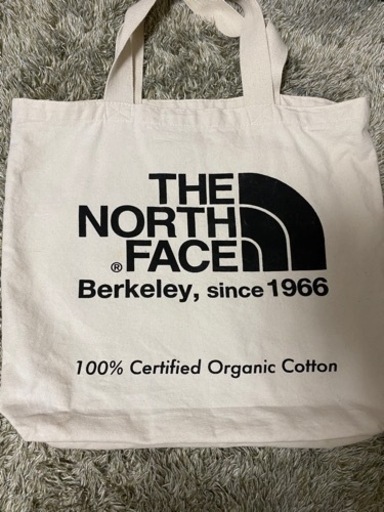 THE
NORTH
® FACE
Berkeley, since 1966
100% Certified Organic Cotton